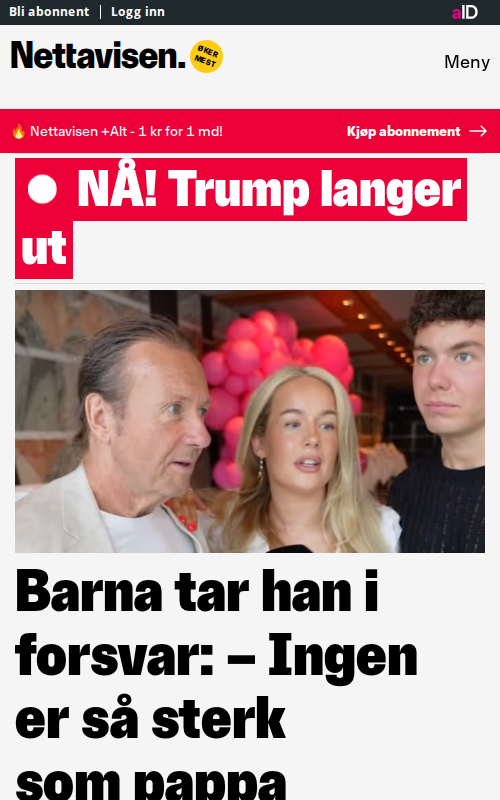 Bli abonnent | Logg inn
aID
Nettavisen.
ØKER
MEST
Meny
🔥 Nettavisen +Alt - 1 kr for 1 md!
Kjøp abonnement →
NÅ! Trump langer
ut
Barna tar han i
forsvar: – Ingen
er så sterk
som pappa